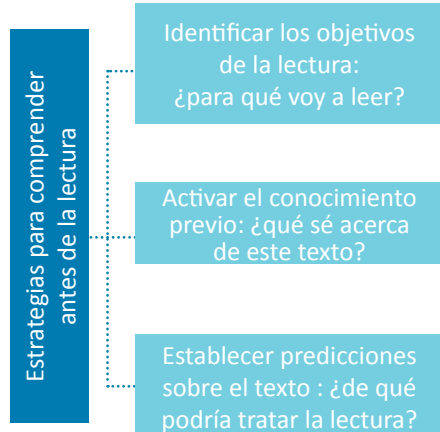 Estrategias para comprender
antes de la lectura
Identificar los objetivos
de la lectura:
¿para qué voy a leer?
Activar el conocimiento
previo: ¿qué sé acerca
de este texto?
Establecer predicciones
sobre el texto : ¿de qué
podría tratar la lectura?